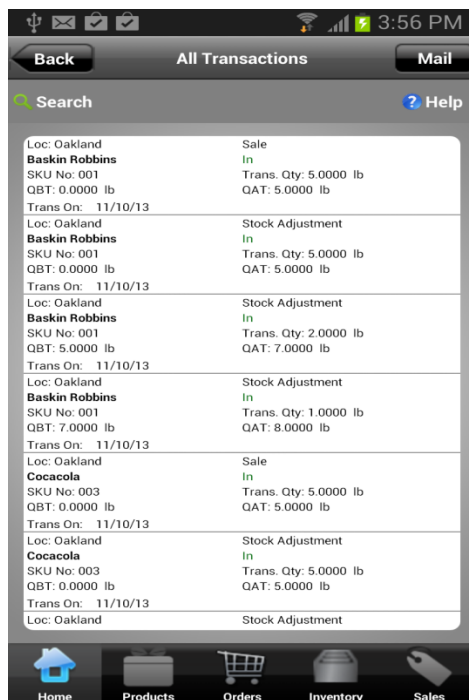 3:56 PM
Back All Transactions Mail
Search Help
Loc: Oakland Sale
Baskin Robbins In
SKU No: 001 Trans. Qty: 5.0000 lb
QBT: 0.0000 lb QAT: 5.0000 lb
Trans On: 11/10/13
Loc: Oakland Stock Adjustment
Baskin Robbins In
SKU No: 001 Trans. Qty: 5.0000 lb
QBT: 0.0000 lb QAT: 5.0000 lb
Trans On: 11/10/13
Loc: Oakland Stock Adjustment
Baskin Robbins In
SKU No: 001 Trans. Qty: 2.0000 lb
QBT: 5.0000 lb QAT: 7.0000 lb
Trans On: 11/10/13
Loc: Oakland Stock Adjustment
Baskin Robbins In
SKU No: 001 Trans. Qty: 1.0000 lb
QBT: 7.0000 lb QAT: 8.0000 lb
Trans On: 11/10/13
Loc: Oakland Sale
Cocacola In
SKU No: 003 Trans. Qty: 5.0000 lb
QBT: 0.0000 lb QAT: 5.0000 lb
Trans On: 11/10/13
Loc: Oakland Stock Adjustment
Cocacola In
SKU No: 003 Trans. Qty: 5.0000 lb
QBT: 0.0000 lb QAT: 5.0000 lb
Trans On: 11/10/13
Loc: Oakland Stock Adjustment
Home Products Orders Inventory Sales